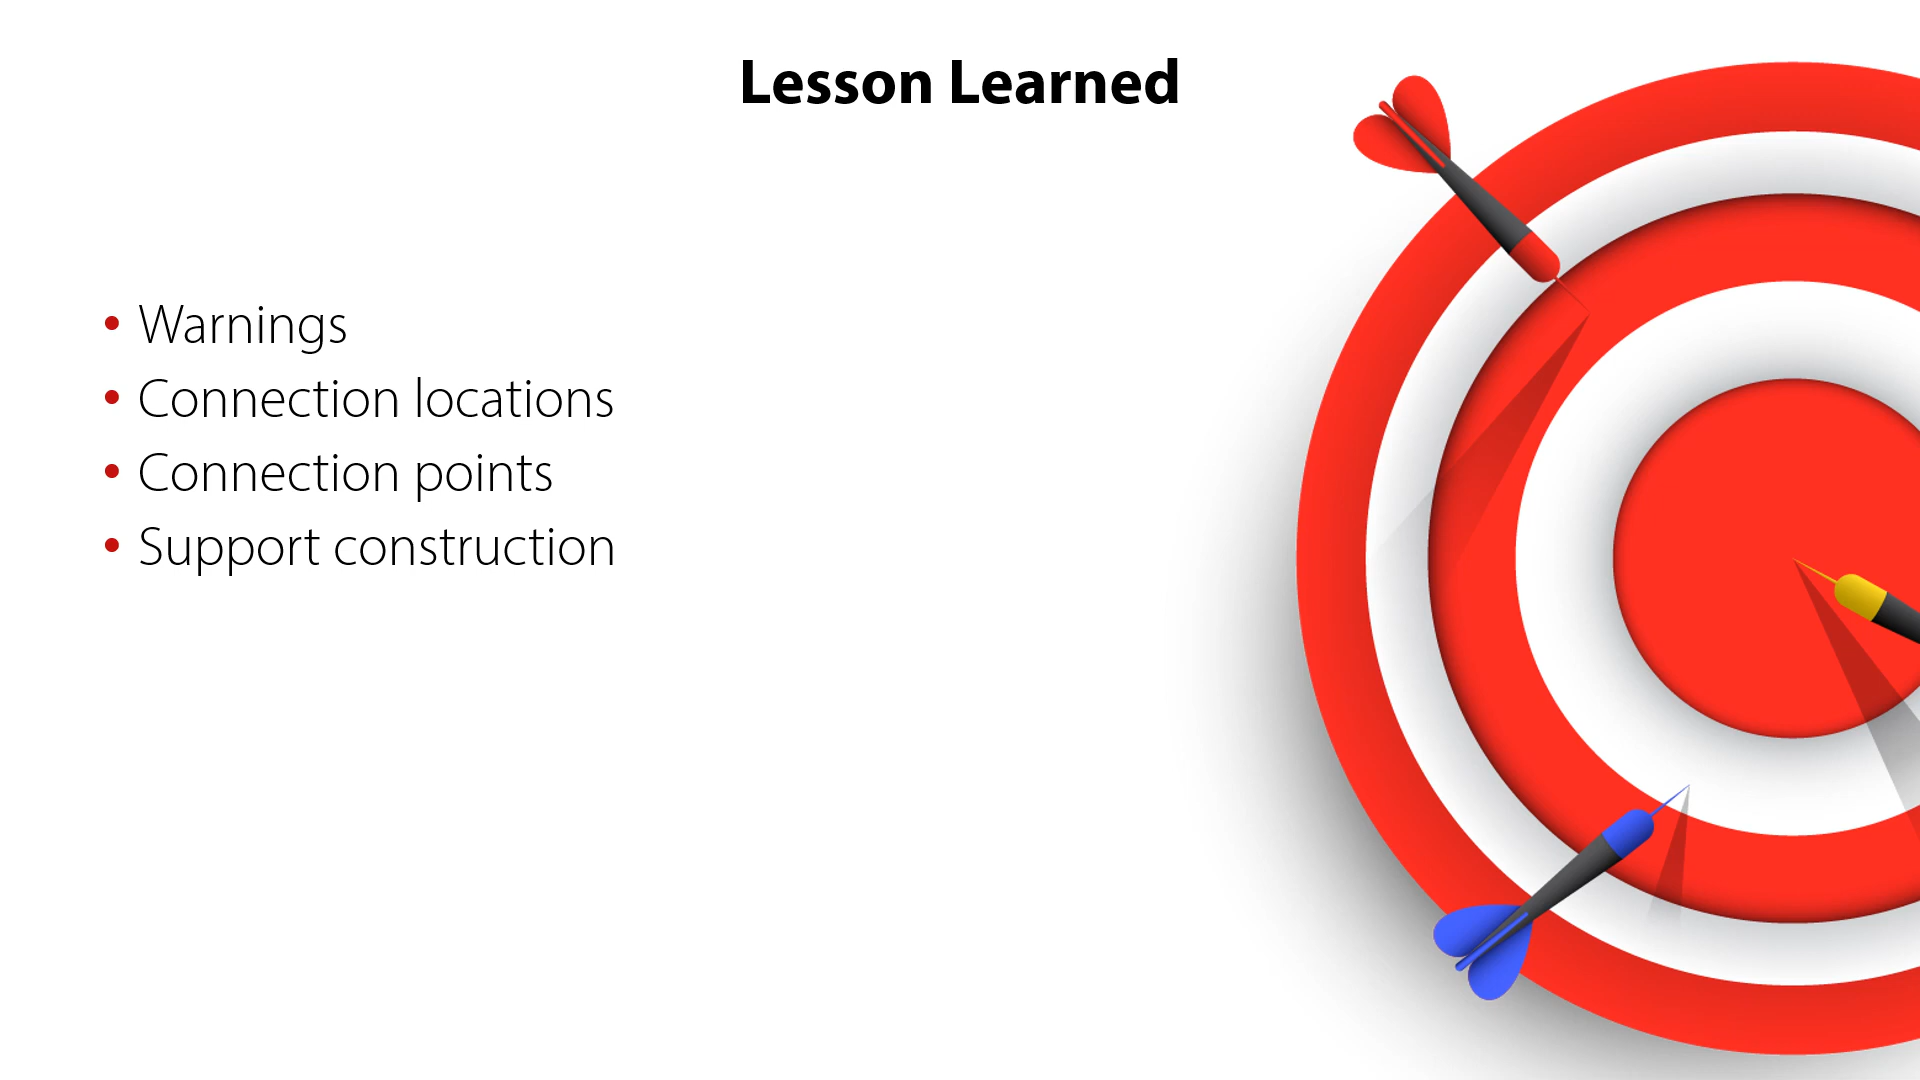 Lesson Learned
• Warnings
• Connection locations
• Connection points
• Support construction